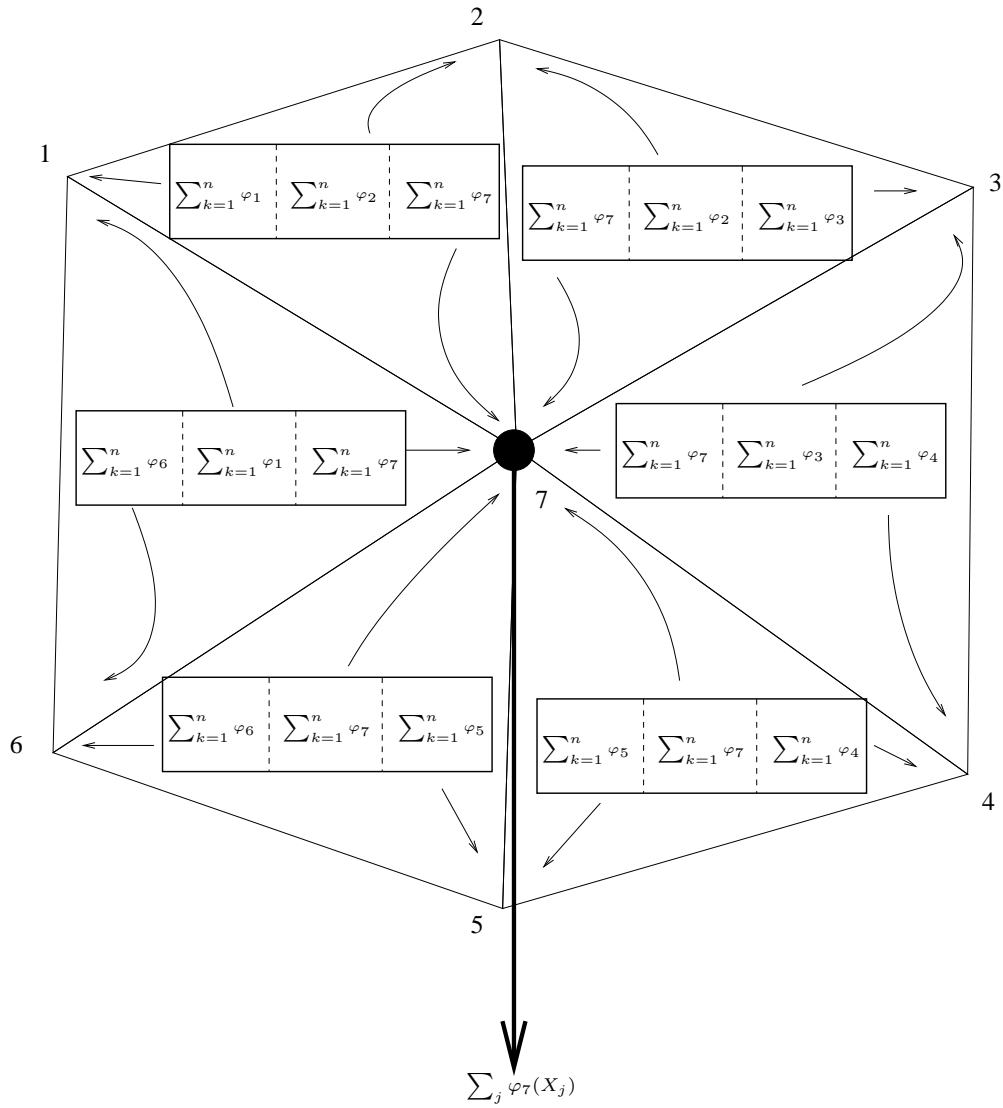 2
1
∑_{k=1}^{n} φ_1 ∑_{k=1}^{n} φ_2 ∑_{k=1}^{n} φ_7
3
∑_{k=1}^{n} φ_7 ∑_{k=1}^{n} φ_2 ∑_{k=1}^{n} φ_3
∑_{k=1}^{n} φ_6 ∑_{k=1}^{n} φ_1 ∑_{k=1}^{n} φ_7
∑_{k=1}^{n} φ_7 ∑_{k=1}^{n} φ_3 ∑_{k=1}^{n} φ_4
7
∑_{k=1}^{n} φ_6 ∑_{k=1}^{n} φ_7 ∑_{k=1}^{n} φ_5
6
∑_{k=1}^{n} φ_5 ∑_{k=1}^{n} φ_7 ∑_{k=1}^{n} φ_4
4
5
∑_j φ_7(X_j)